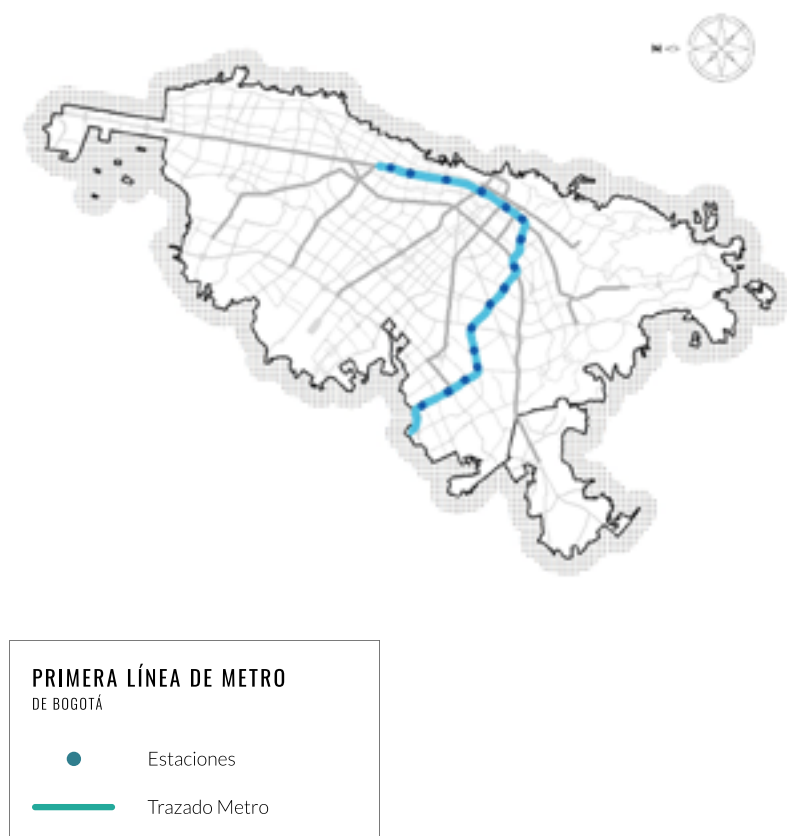 N
PRIMERA LÍNEA DE METRO
DE BOGOTÁ
Estaciones
Trazado Metro